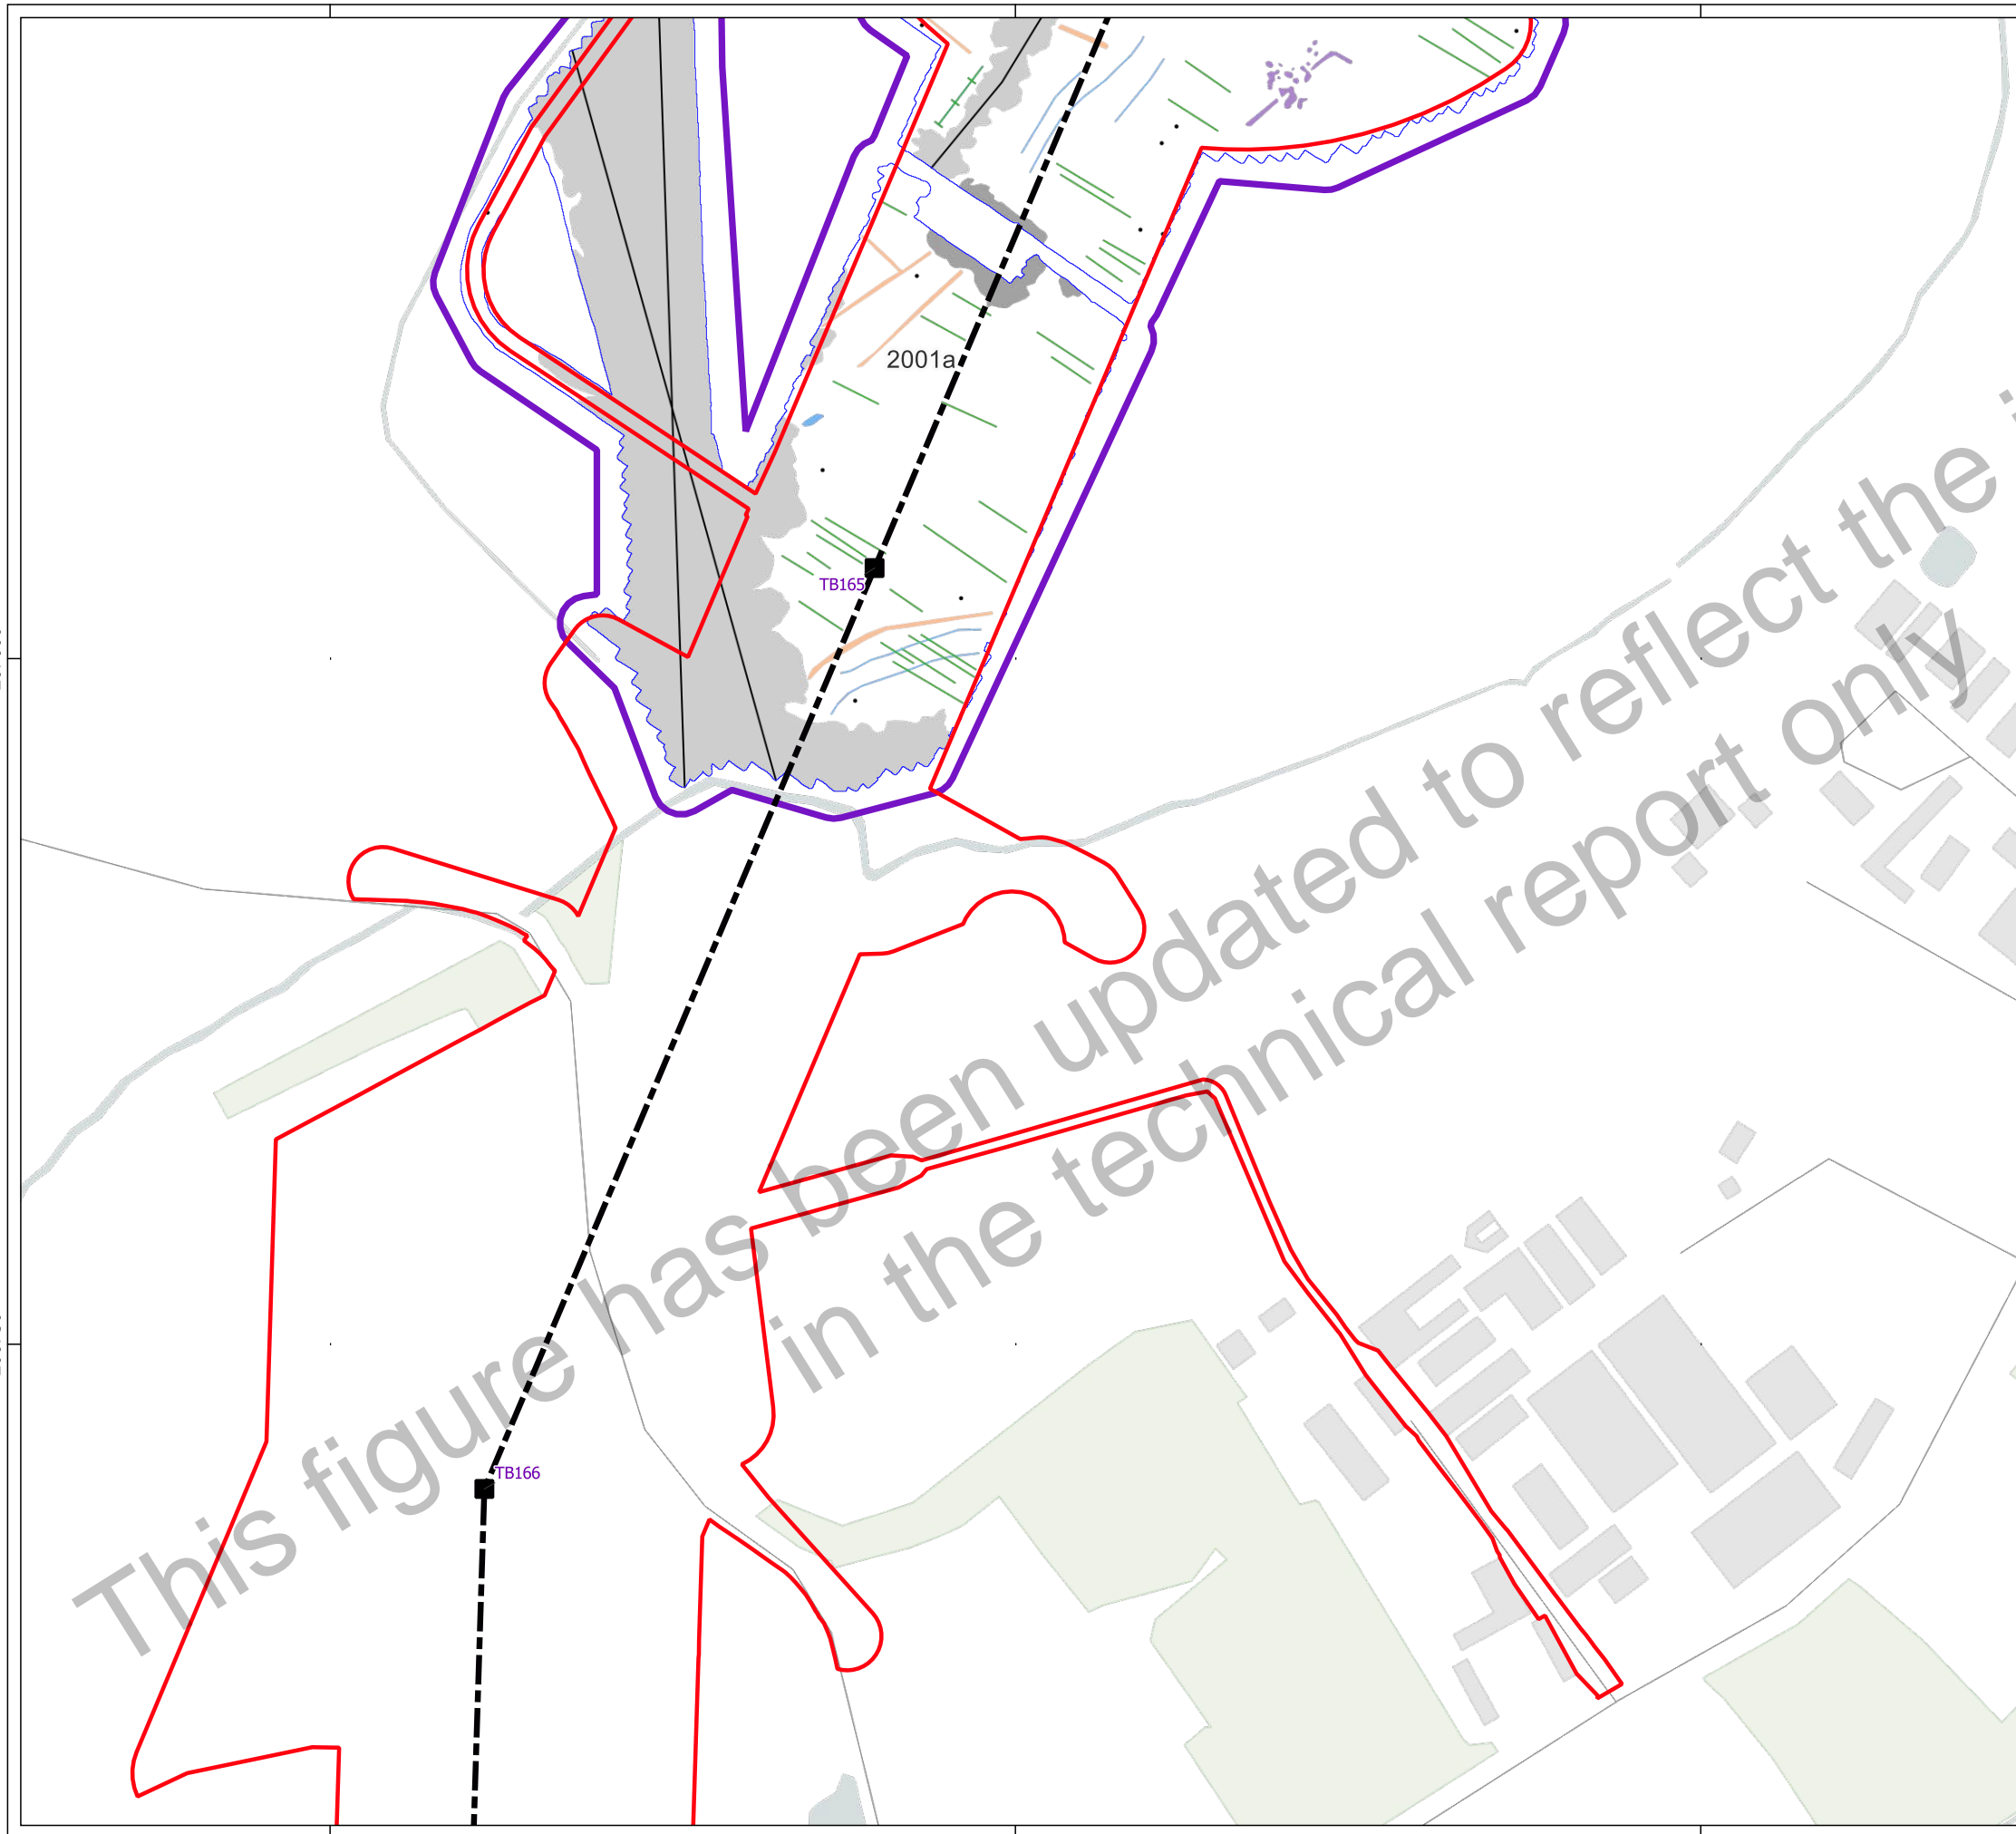 2001a
TB165
This figure has been updated to reflect the
in the technical report only
TB166